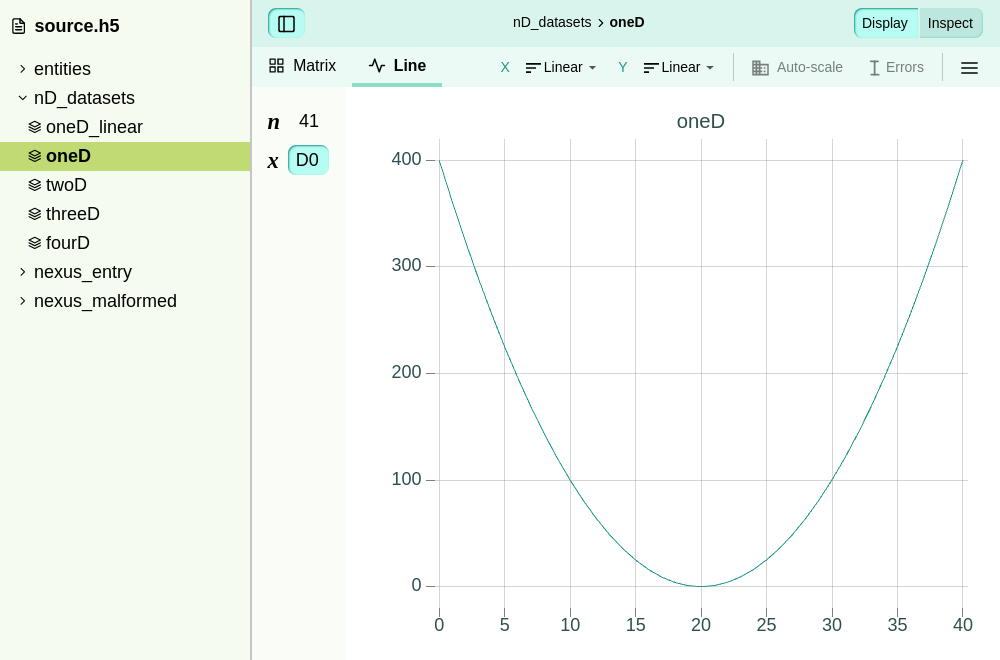 source.h5
entities
nD_datasets
oneD_linear
oneD
twoD
threeD
fourD
nexus_entry
nexus_malformed
nD_datasets oneD
Display Inspect
Matrix Line X Linear Y Linear Auto-scale Errors
n 41
x D0
oneD
400
300
200
100
0
0 5 10 15 20 25 30 35 40